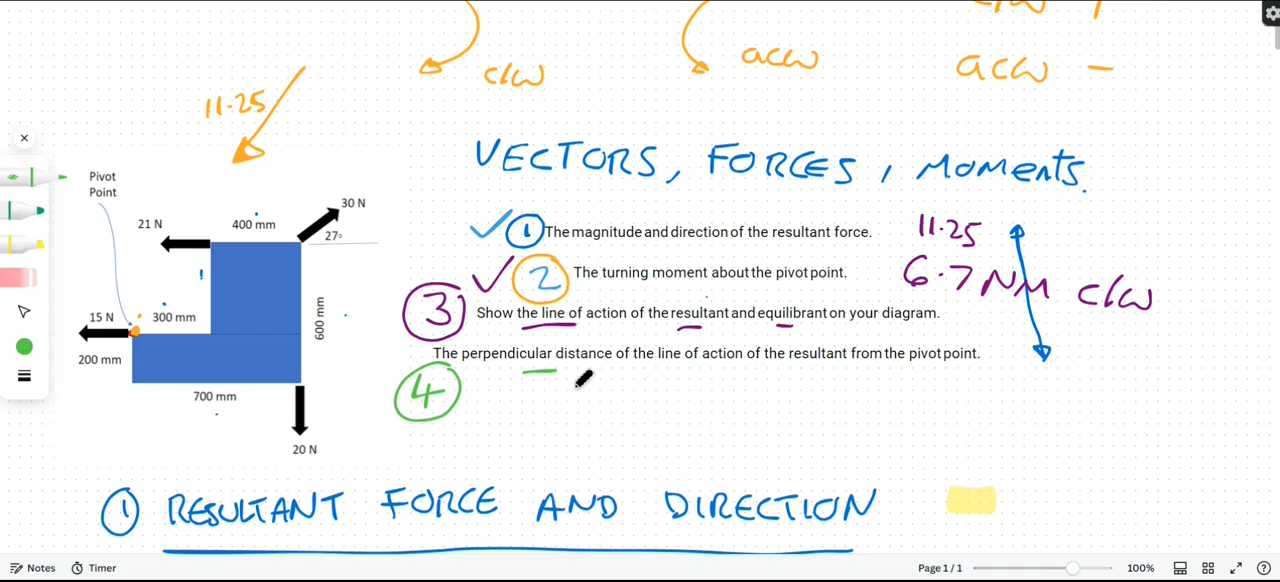 clw
acw
acw -
11.25
VECTORS, FORCES, MOMENTS.
Pivot
Point
30 N
21 N
400 mm
27°
① The magnitude and direction of the resultant force.
11.25
2 The turning moment about the pivot point.
6.7 NM clw
15 N
300 mm
600 mm
3 Show the line of action of the resultant and equilibrant on your diagram.
200 mm
The perpendicular distance of the line of action of the resultant from the pivot point.
4
700 mm
20 N
① RESULTANT FORCE AND DIRECTION
Notes
Timer
Page 1 / 1
100%